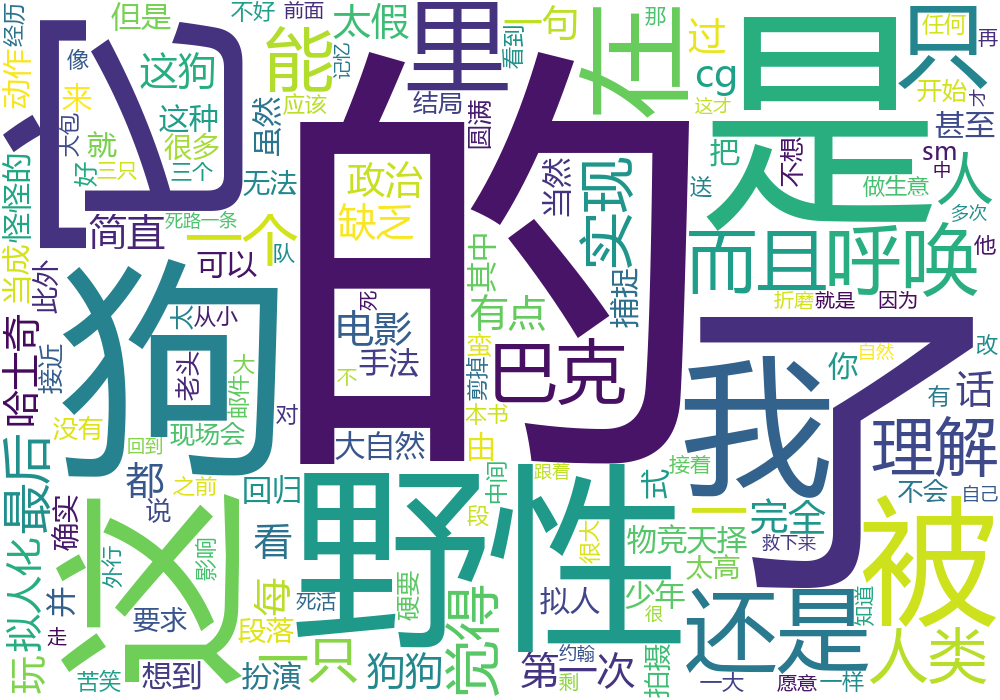 但是
不好
前面
经历
太假
一句
里
在
是
只
任何
那
再
能
记忆
看到
过
像
动作
这狗
cg
来
应该
结局
开始
这才
才
的
这种
虽然
圆满
甚至
大包
就
很多
把
不想
sm
中
人
好
三只
三个
无法
政治
当然
实现
送
做生意
怪怪的
死路一条
缺乏
多次
简直
一个
队
其中
而且
呼唤
他
当成
此外
可以
捕捉
狗
死
有点
折磨
就是
因为
太
从小
电影
了
哈士奇
接近
老头
大
手法
蛮
巴克
我
改
自然
邮件
不
剪掉
你
没有
现场会
对
本书
有
话
回到
大自然
由
理解
最后
都
之前
回归
中间
跟着
式
接着
一
不会
自己
确实
说
这
野性
段
完全
被
外行
影响
看
很大
物竞天择
救下来
拟人化
并
要求
每
死活
硬要
觉得
太高
知道
走
段落
拟人
少年
还是
约翰
很
人类
玩
苦笑
想到
扮演
一只
狗狗
第一次
剩
拍摄
一大
愿意
一样